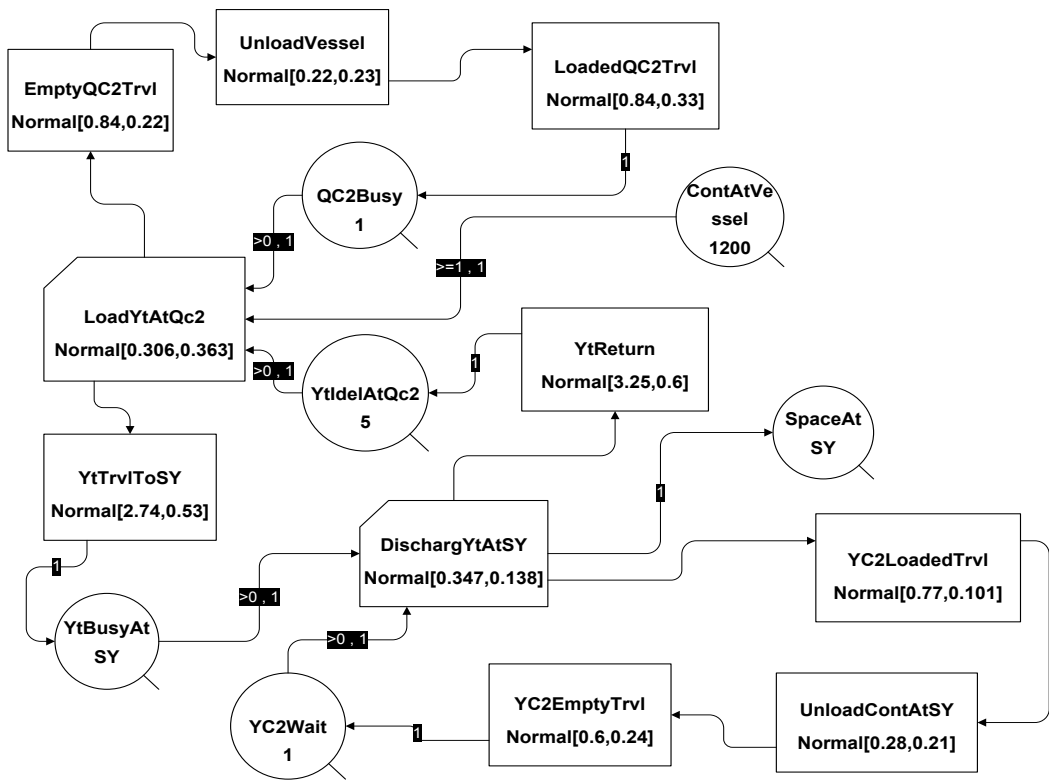 UnloadVessel
Normal[0.22,0.23]
EmptyQC2Trvl
Normal[0.84,0.22]
LoadedQC2Trvl
Normal[0.84,0.33]
1
QC2Busy
1
ContAtVe
ssel
1200
>0 , 1
>=1 , 1
LoadYtAtQc2
Normal[0.306,0.363]
>0 , 1
YtIdelAtQc2
5
1
YtReturn
Normal[3.25,0.6]
SpaceAt
SY
YtTrvlToSY
Normal[2.74,0.53]
1
1
DischargYtAtSY
Normal[0.347,0.138]
YC2LoadedTrvl
Normal[0.77,0.101]
>0 , 1
YtBusyAt
SY
>0 , 1
YC2Wait
1
1
YC2EmptyTrvl
Normal[0.6,0.24]
UnloadContAtSY
Normal[0.28,0.21]